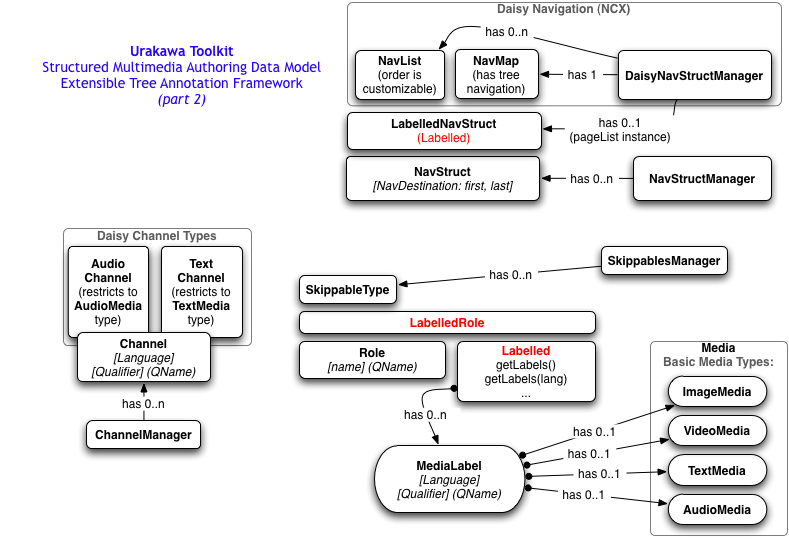 Urakawa Toolkit
Structured Multimedia Authoring Data Model
Extensible Tree Annotation Framework
(part 2)
Daisy Navigation (NCX)
has 0..n
NavList
(order is
customizable)
NavMap
(has tree
navigation)
has 1
DaisyNavStructManager
LabelledNavStruct
(Labelled)
has 0..1
(pageList instance)
NavStruct
[NavDestination: first, last]
has 0..n
NavStructManager
Daisy Channel Types
Audio
Channel
(restricts to
AudioMedia
type)
Text
Channel
(restricts to
TextMedia
type)
Channel
[Language]
[Qualifier] (QName)
has 0..n
ChannelManager
SkippablesManager
has 0..n
SkippableType
LabelledRole
Role
[name] (QName)
Labelled
getLabels()
getLabels(lang)
...
has 0..n
MediaLabel
[Language]
[Qualifier] (QName)
has 0..1
has 0..1
has 0..1
has 0..1
Media
Basic Media Types:
ImageMedia
VideoMedia
TextMedia
AudioMedia